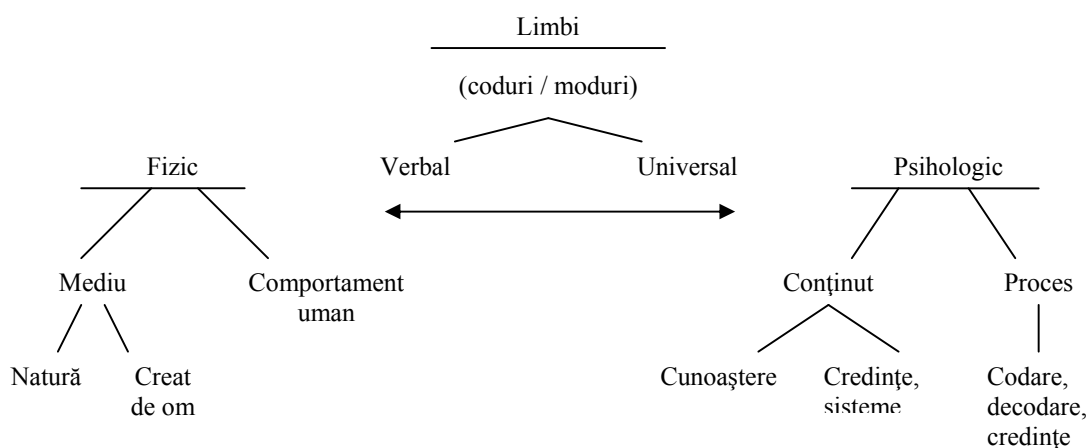 Limbi
(coduri / moduri)
Fizic
Verbal
Universal
Psihologic
Mediu
Comportament
uman
Conţinut
Proces
Natură
Creat
de om
Cunoaştere
Credinţe,
sisteme
Codare,
decodare,
credinţe